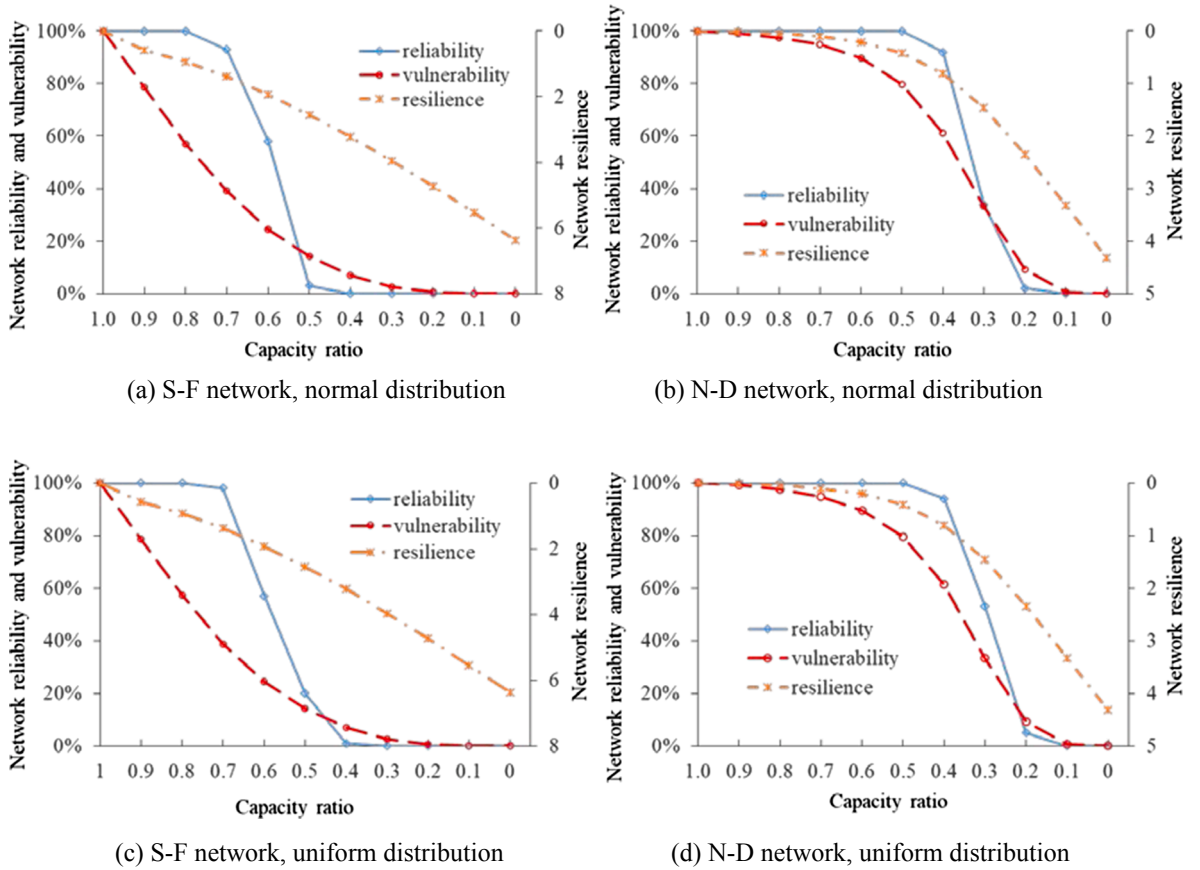 Network reliability and vulnerability
100%
80%
60%
40%
20%
0%
reliability
vulnerability
resilience
0
2
4
6
8
Network resilience
1.0 0.9 0.8 0.7 0.6 0.5 0.4 0.3 0.2 0.1 0
Capacity ratio
(a) S-F network, normal distribution
Network reliability and vulnerability
100%
80%
60%
40%
20%
0%
reliability
vulnerability
resilience
0
1
2
3
4
5
Network resilience
1.0 0.9 0.8 0.7 0.6 0.5 0.4 0.3 0.2 0.1 0
Capacity ratio
(b) N-D network, normal distribution
Network reliability and vulnerability
100%
80%
60%
40%
20%
0%
reliability
vulnerability
resilience
0
2
4
6
8
Network resilience
1 0.9 0.8 0.7 0.6 0.5 0.4 0.3 0.2 0.1 0
Capacity ratio
(c) S-F network, uniform distribution
Network reliability and vulnerability
100%
80%
60%
40%
20%
0%
reliability
vulnerability
resilience
0
1
2
3
4
5
Network resilience
1.0 0.9 0.8 0.7 0.6 0.5 0.4 0.3 0.2 0.1 0
Capacity ratio
(d) N-D network, uniform distribution